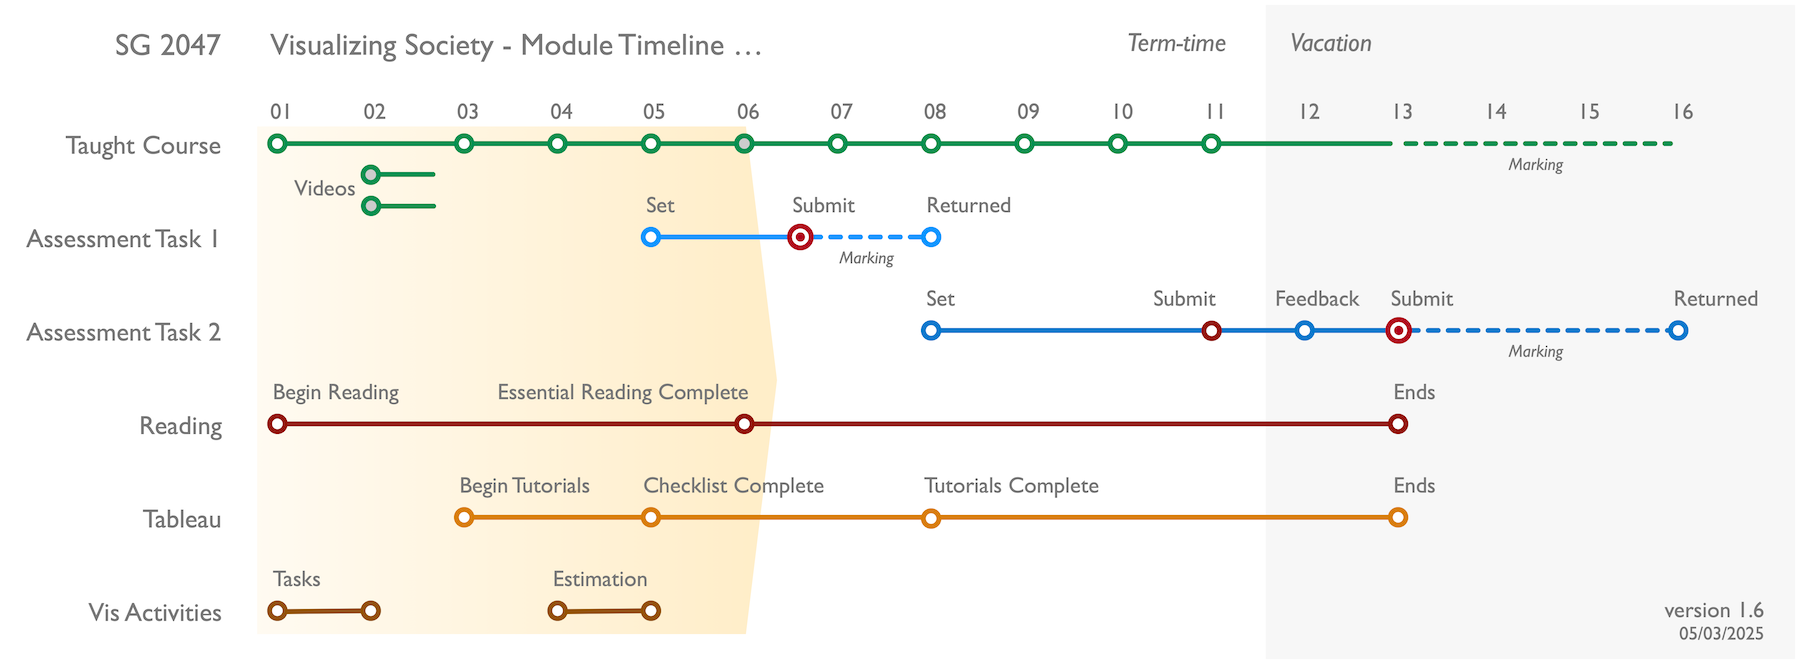 SG 2047
Visualizing Society - Module Timeline …
Term-time
Vacation
01 02 03 04 05 06 07 08 09 10 11 12 13 14 15 16
Taught Course
Marking
Videos
Assessment Task 1
Set Submit Returned
Marking
Assessment Task 2
Set Submit Feedback Submit Returned
Marking
Reading
Begin Reading Essential Reading Complete Ends
Tableau
Begin Tutorials Checklist Complete Tutorials Complete Ends
Vis Activities
Tasks Estimation
version 1.6
05/03/2025